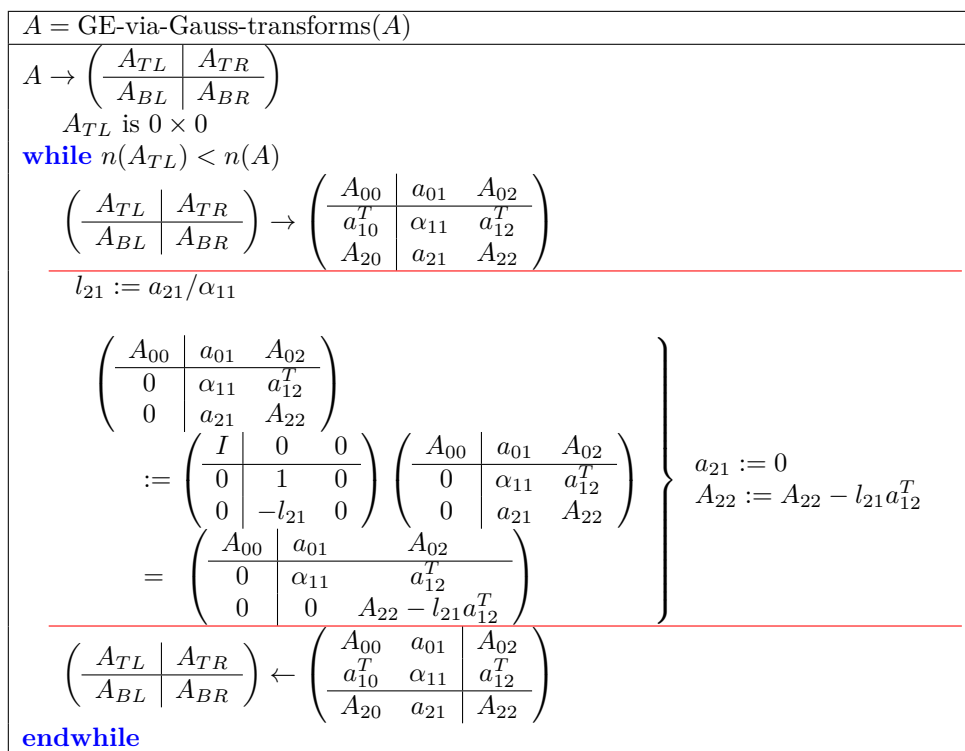 A = GE-via-Gauss-transforms(A)
A → ( A_TL | A_TR
A_BL | A_BR )
A_TL is 0 × 0
while n(A_TL) < n(A)
( A_TL | A_TR
A_BL | A_BR ) → ( A_00 | a_01 A_02
a_10^T | α_11 a_12^T
A_20 | a_21 A_22 )
l_21 := a_21/α_11
( A_00 | a_01 A_02
0 | α_11 a_12^T
0 | a_21 A_22 )
:= ( I | 0 0
0 | 1 0
0 | −l_21 0 ) ( A_00 | a_01 A_02
0 | α_11 a_12^T
0 | a_21 A_22 )
= ( A_00 | a_01 A_02
0 | α_11 a_12^T
0 | 0 A_22 − l_21 a_12^T )
} a_21 := 0
A_22 := A_22 − l_21 a_12^T
( A_TL | A_TR
A_BL | A_BR ) ← ( A_00 a_01 | A_02
a_10^T α_11 | a_12^T
A_20 a_21 | A_22 )
endwhile